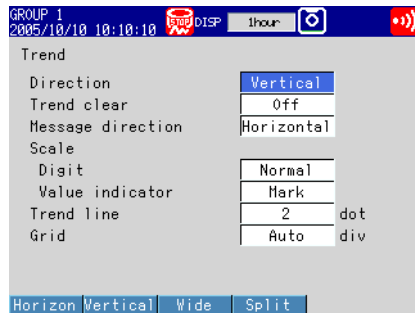 GROUP 1
2005/10/10 10:10:10 STOP DISP 1hour
Trend
Direction Vertical
Trend clear Off
Message direction Horizontal
Scale
Digit Normal
Value indicator Mark
Trend line 2 dot
Grid Auto div
Horizon Vertical Wide Split